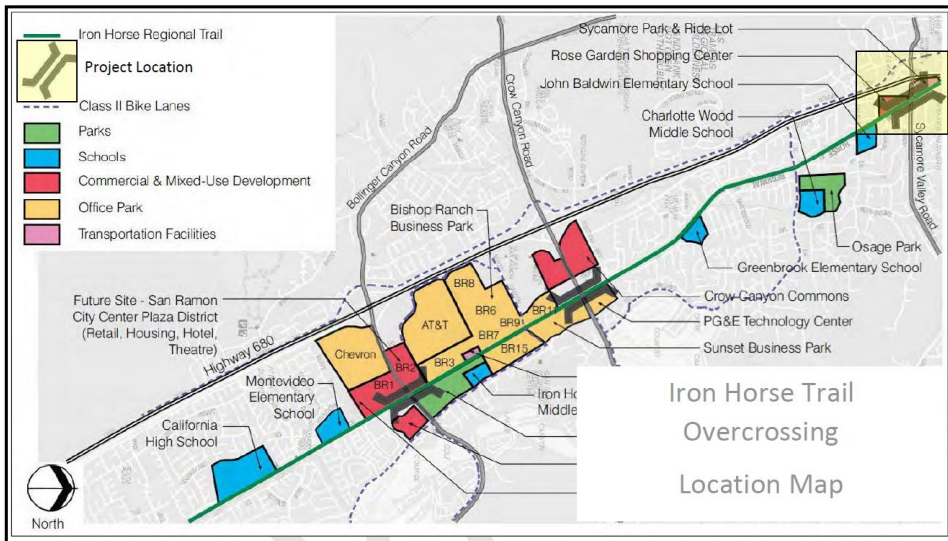 Iron Horse Regional Trail
Project Location
Class II Bike Lanes
Parks
Schools
Commercial & Mixed-Use Development
Office Park
Transportation Facilities
Sycamore Park & Ride Lot
Rose Garden Shopping Center
John Baldwin Elementary School
Charlotte Wood
Middle School
Bollinger Canyon Road
Crow Canyon Road
Sycamore Valley Road
Bishop Ranch
Business Park
Osage Park
Greenbrook Elementary School
Crow Canyon Commons
PG&E Technology Center
Sunset Business Park
Future Site - San Ramon
City Center Plaza District
(Retail, Housing, Hotel,
Theatre)
Highway 680
Chevron
AT&T
BR8
BR6
BR7
BR9
BR11
BR15
BR3
BR2
BR1
Montevideo
Elementary
School
California
High School
Iron Ho
Middle
Iron Horse Trail
Overcrossing
Location Map
North